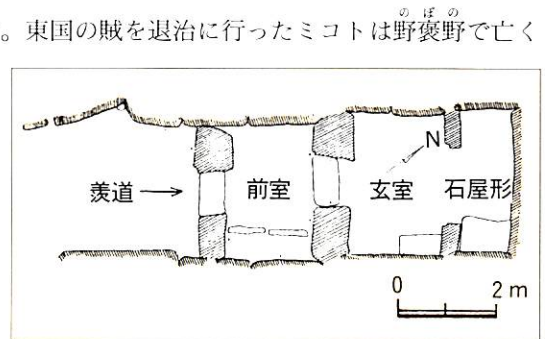 のぼの
。東国の賊を退治に行ったミコトは野褒野で亡く
N
羨道→ 前室 玄室 石屋形
0 2m